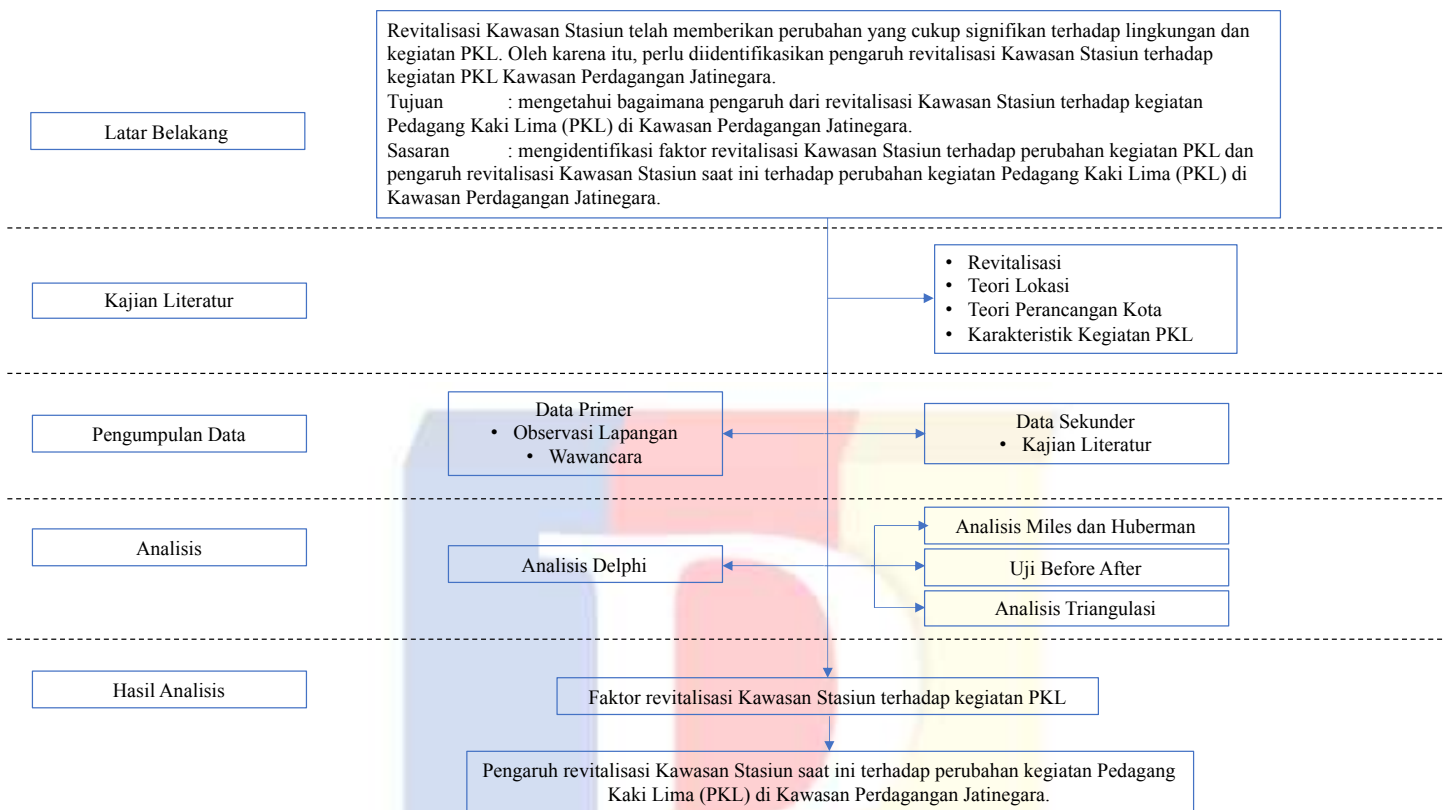 Revitalisasi Kawasan Stasiun telah memberikan perubahan yang cukup signifikan terhadap lingkungan dan
kegiatan PKL. Oleh karena itu, perlu diidentifikasikan pengaruh revitalisasi Kawasan Stasiun terhadap
kegiatan PKL Kawasan Perdagangan Jatinegara.
Tujuan : mengetahui bagaimana pengaruh dari revitalisasi Kawasan Stasiun terhadap kegiatan
Pedagang Kaki Lima (PKL) di Kawasan Perdagangan Jatinegara.
Sasaran : mengidentifikasi faktor revitalisasi Kawasan Stasiun terhadap perubahan kegiatan PKL dan
pengaruh revitalisasi Kawasan Stasiun saat ini terhadap perubahan kegiatan Pedagang Kaki Lima (PKL) di
Kawasan Perdagangan Jatinegara.
Latar Belakang
Kajian Literatur
• Revitalisasi
• Teori Lokasi
• Teori Perancangan Kota
• Karakteristik Kegiatan PKL
Pengumpulan Data
Data Primer
• Observasi Lapangan
• Wawancara
Data Sekunder
• Kajian Literatur
Analisis
Analisis Delphi
Analisis Miles dan Huberman
Uji Before After
Analisis Triangulasi
Hasil Analisis
Faktor revitalisasi Kawasan Stasiun terhadap kegiatan PKL
Pengaruh revitalisasi Kawasan Stasiun saat ini terhadap perubahan kegiatan Pedagang
Kaki Lima (PKL) di Kawasan Perdagangan Jatinegara.